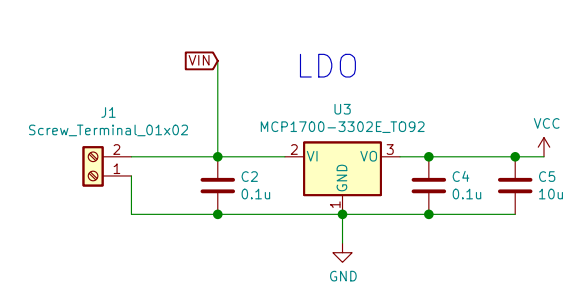 VIN
LDO
J1
Screw_Terminal_01x02
U3
MCP1700-3302E_TO92
VCC
2
1
2
VI
VO
3
GND
1
C2
0.1u
C4
0.1u
C5
10u
GND